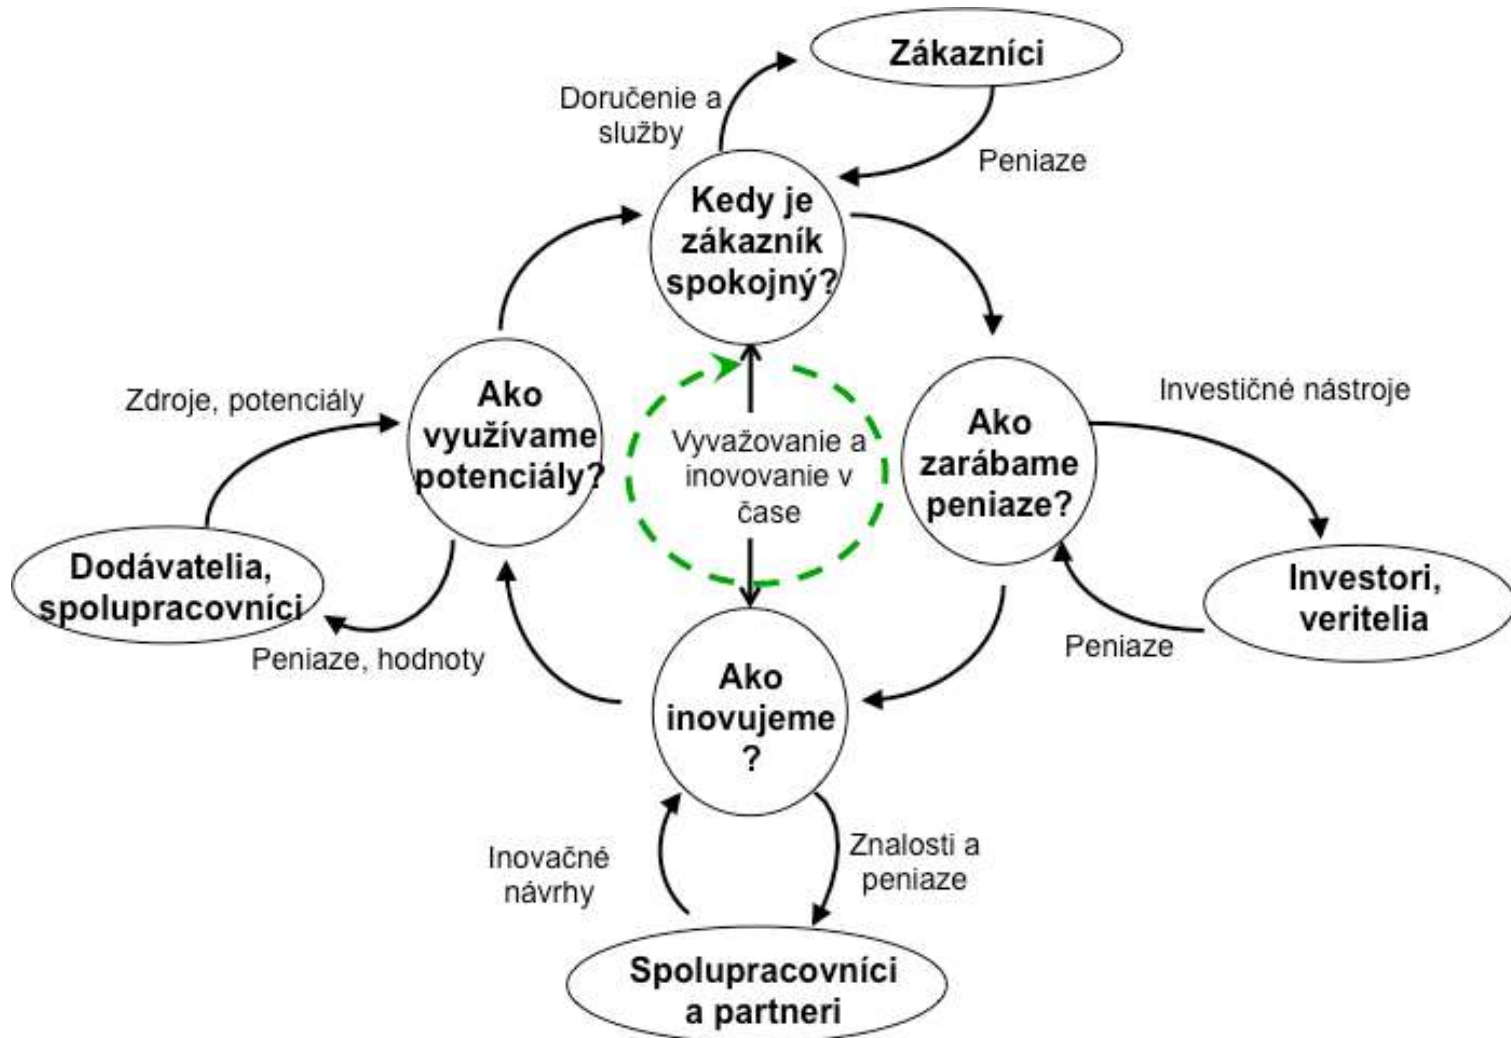 Zákazníci
Doručenie a
služby
Peniaze
Kedy je
zákazník
spokojný?
Ako
využívame
potenciály?
Zdroje, potenciály
Vyvažovanie a
inovovanie v
čase
Ako
zarábame
peniaze?
Investičné nástroje
Dodávatelia,
spolupracovníci
Peniaze, hodnoty
Investori,
veritelia
Peniaze
Ako
inovujeme
?
Inovačné
návrhy
Znalosti a
peniaze
Spolupracovníci
a partneri